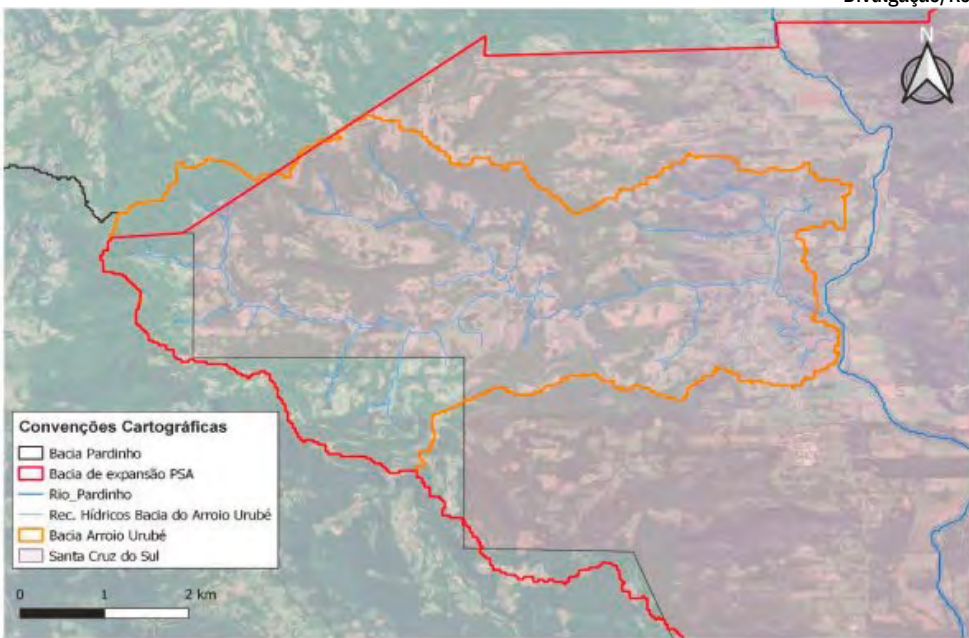 Divulgação/
N
Convenções Cartográficas
Bacia Pardinho
Bacia de expansão PSA
Rio_Pardinho
Rec. Hídricos Bacia do Arroio Urubé
Bacia Arroio Urubé
Santa Cruz do Sul
0 1 2 km